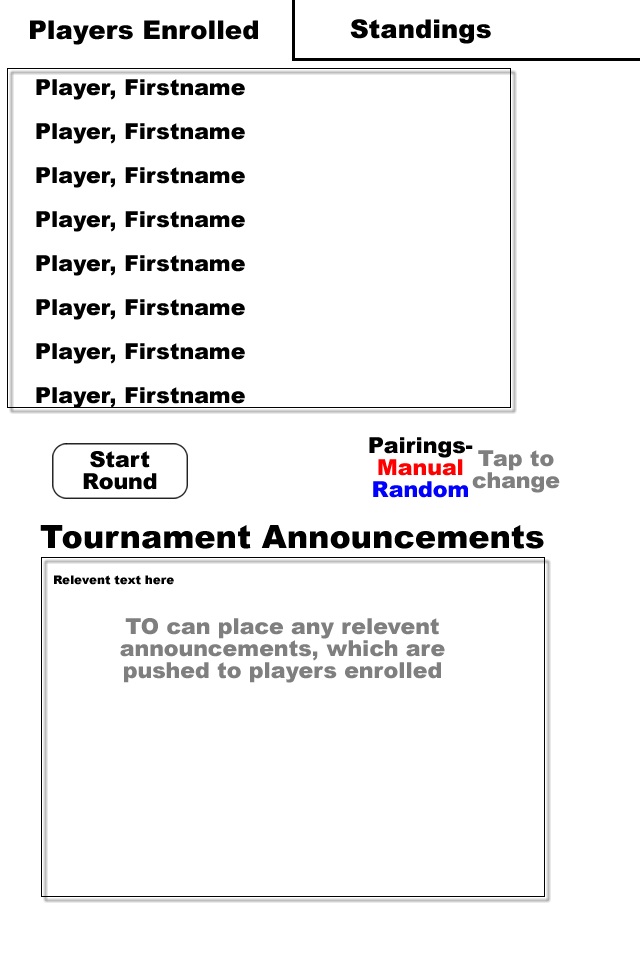 Players Enrolled
Standings
Player, Firstname
Player, Firstname
Player, Firstname
Player, Firstname
Player, Firstname
Player, Firstname
Player, Firstname
Player, Firstname
Start
Round
Pairings-
Manual
Random
Tap to
change
Tournament Announcements
Relevent text here
TO can place any relevent
announcements, which are
pushed to players enrolled